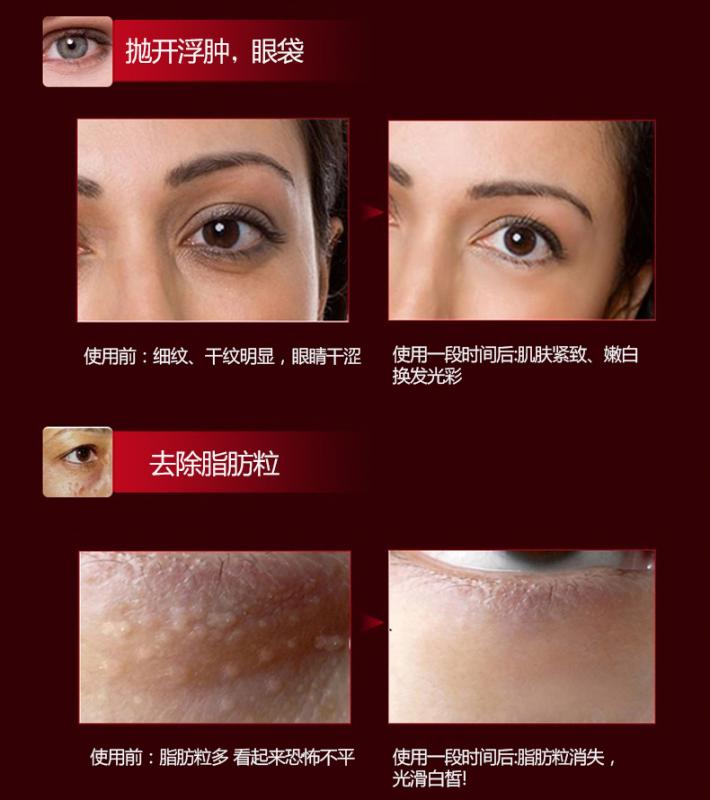 抛开浮肿，眼袋
使用前：细纹、干纹明显，眼睛干涩
使用一段时间后:肌肤紧致、嫩白
换发光彩
去除脂肪粒
使用前：脂肪粒多 看起来恐怖不平
使用一段时间后:脂肪粒消失，
光滑白皙!